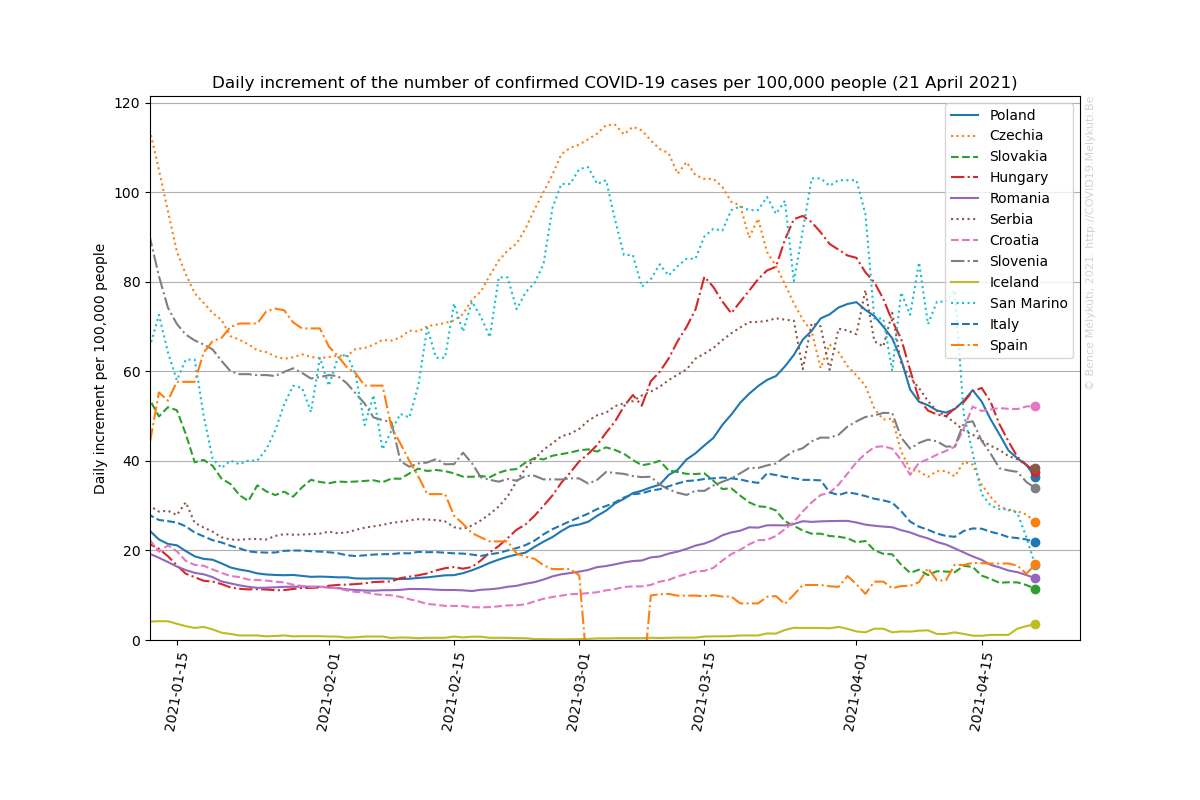 Daily increment of the number of confirmed COVID-19 cases per 100,000 people (21 April 2021)
Daily increment per 100,000 people
120
100
80
60
40
20
0
2021-01-15
2021-02-01
2021-02-15
2021-03-01
2021-03-15
2021-04-01
2021-04-15
Poland
Czechia
Slovakia
Hungary
Romania
Serbia
Croatia
Slovenia
Iceland
San Marino
Italy
Spain
© Bence Mélykúti, 2021 http://COVID19.Melykuti.Be